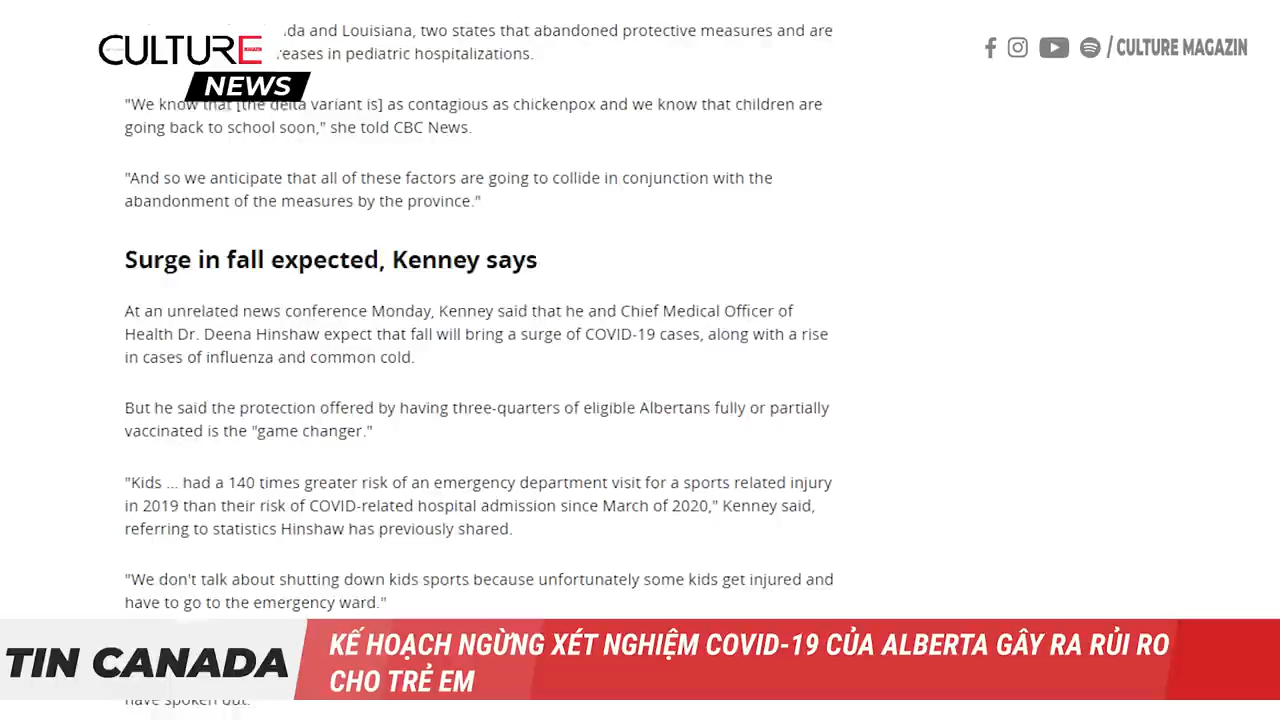 CULTURE
NEWS
/ CULTURE MAGAZIN
and Louisiana, two states that abandoned protective measures and are
in pediatric hospitalizations.
"We know that [the delta variant is] as contagious as chickenpox and we know that children are
going back to school soon," she told CBC News.
"And so we anticipate that all of these factors are going to collide in conjunction with the
abandonment of the measures by the province."
Surge in fall expected, Kenney says
At an unrelated news conference Monday, Kenney said that he and Chief Medical Officer of
Health Dr. Deena Hinshaw expect that fall will bring a surge of COVID-19 cases, along with a rise
in cases of influenza and common cold.
But he said the protection offered by having three-quarters of eligible Albertans fully or partially
vaccinated is the "game changer."
"Kids ... had a 140 times greater risk of an emergency department visit for a sports related injury
in 2019 than their risk of COVID-related hospital admission since March of 2020," Kenney said,
referring to statistics Hinshaw has previously shared.
"We don't talk about shutting down kids sports because unfortunately some kids get injured and
have to go to the emergency ward."
TIN CANADA
KẾ HOẠCH NGỪNG XÉT NGHIỆM COVID-19 CỦA ALBERTA GÂY RA RỦI RO
CHO TRẺ EM
have spoken out.